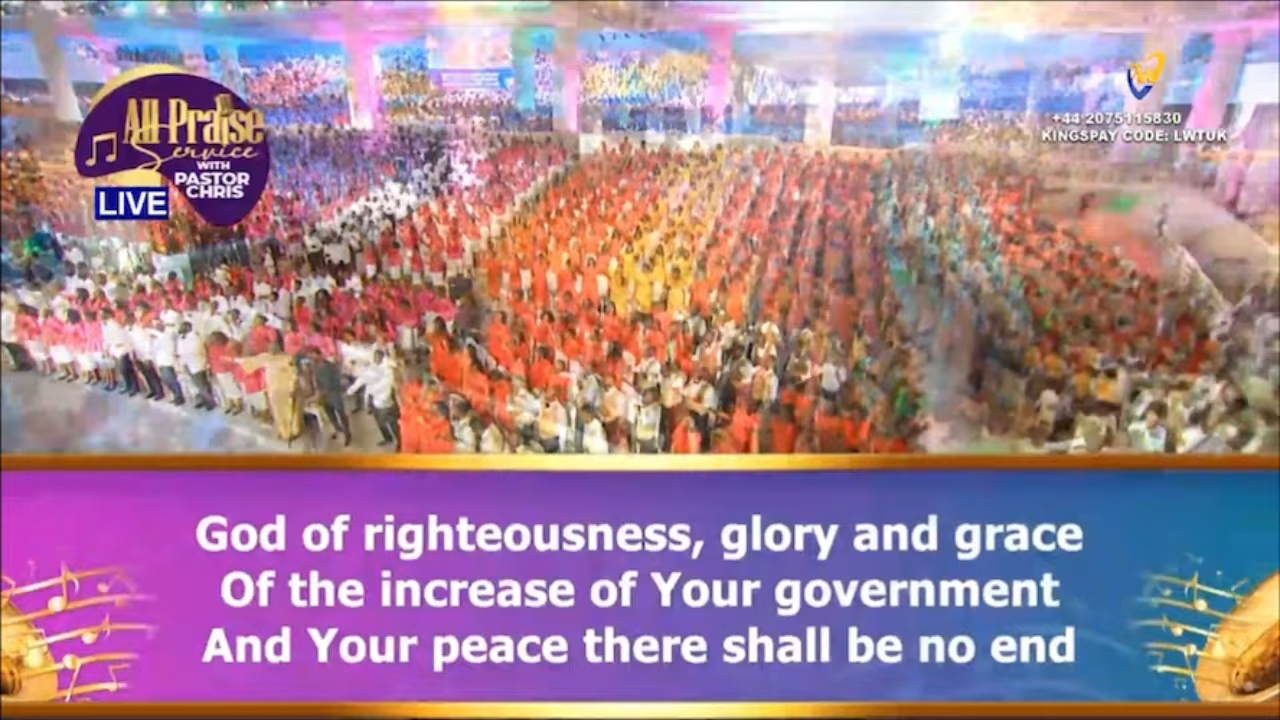 All Praise
Service
WITH
PASTOR
CHRIS
LIVE
+44 2075115830
KINGSPAY CODE: LWTUK
God of righteousness, glory and grace
Of the increase of Your government
And Your peace there shall be no end